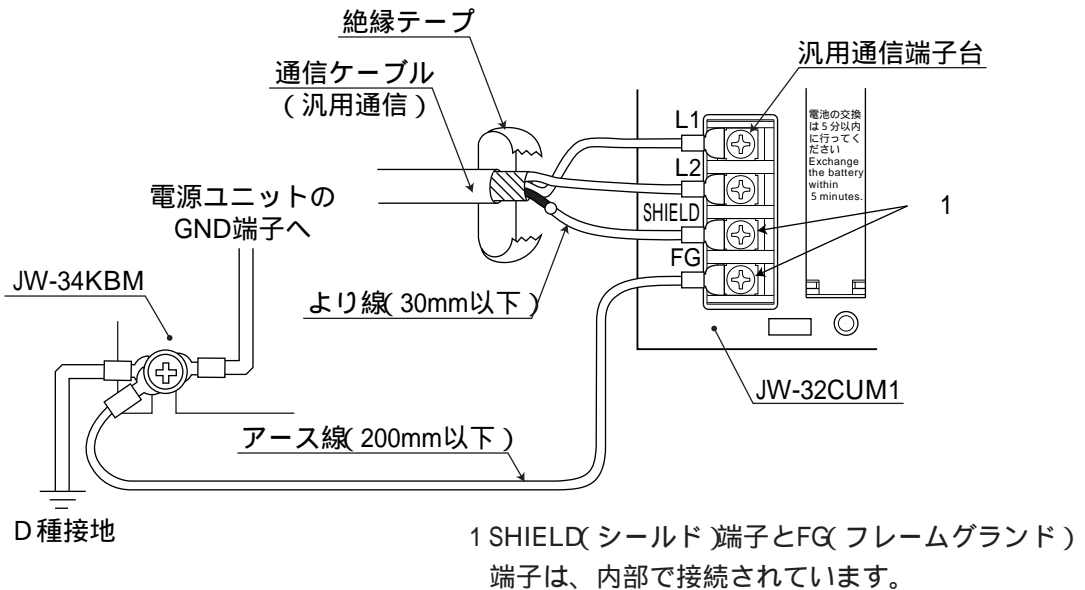 絶縁テープ
通信ケーブル
(汎用通信)
汎用通信端子台
L1
L2
SHIELD
FG
電池の交換
は5分以内
に行ってく
ださい
Exchange
the battery
within
5 minutes.
1
電源ユニットの
GND端子へ
JW-34KBM
より線(30mm以下)
JW-32CUM1
アース線(200mm以下)
D種接地
1 SHIELD(シールド)端子とFG(フレームグランド)
端子は、内部で接続されています。